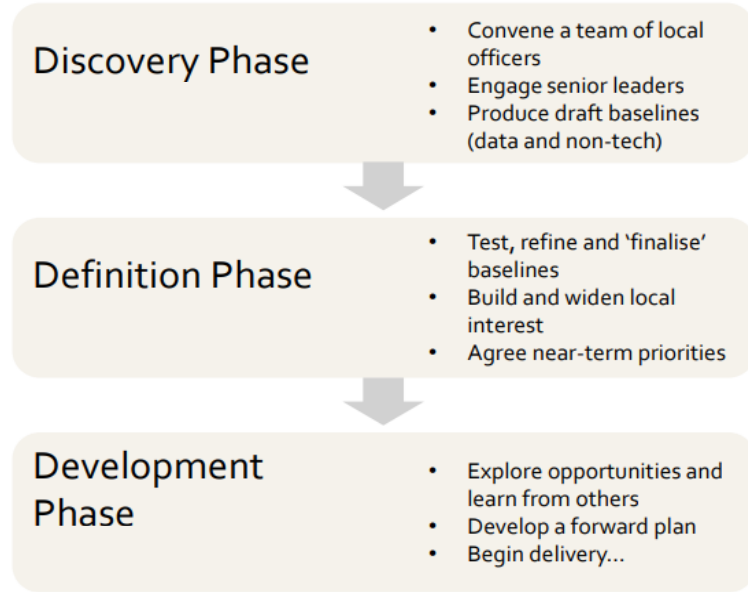 Discovery Phase
• Convene a team of local
officers
• Engage senior leaders
• Produce draft baselines
(data and non-tech)
Definition Phase
• Test, refine and ‘finalise’
baselines
• Build and widen local
interest
• Agree near-term priorities
Development
Phase
• Explore opportunities and
learn from others
• Develop a forward plan
• Begin delivery…